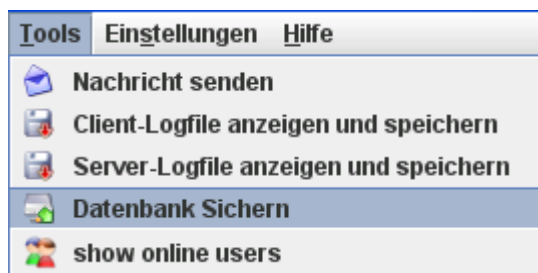 Tools Einstellungen Hilfe
Nachricht senden
Client-Logfile anzeigen und speichern
Server-Logfile anzeigen und speichern
Datenbank Sichern
show online users